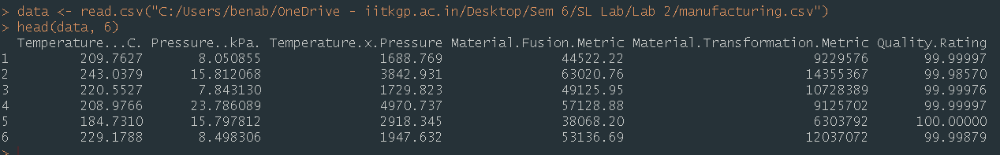 > data <- read.csv("C:/Users/benab/OneDrive - iitkgp.ac.in/Desktop/Sem 6/SL Lab/Lab 2/manufacturing.csv")
> head(data, 6)
  Temperature...C. Pressure..kPa. Temperature.x.Pressure Material.Fusion.Metric Material.Transformation.Metric Quality.Rating
1 209.7627 8.050855 1688.769 44522.22 9229576 99.99997
2 243.0379 15.812068 3842.931 63020.76 14355367 99.98570
3 220.5527 7.843130 1729.823 49125.95 10728389 99.99976
4 208.9766 23.786089 4970.737 57128.88 9125702 99.99997
5 184.7310 15.797812 2918.345 38068.20 6303792 100.00000
6 229.1788 8.498306 1947.632 53136.69 12037072 99.99879
>